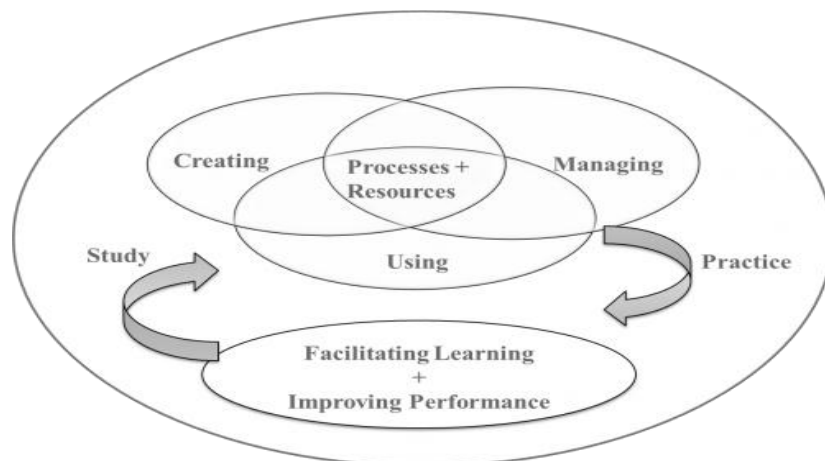 Creating
Processes +
Resources
Managing
Using
Study
Practice
Facilitating Learning
+
Improving Performance